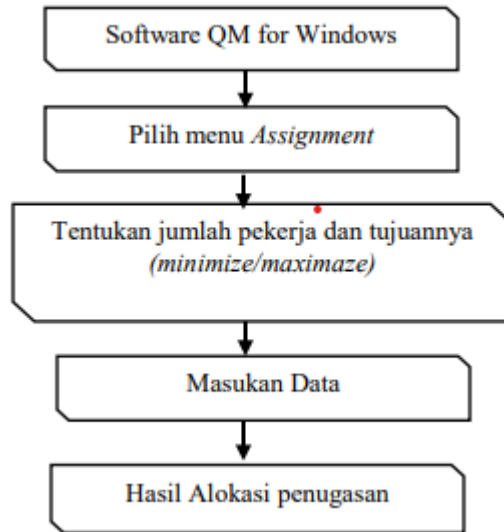 Software QM for Windows
Pilih menu Assignment
Tentukan jumlah pekerja dan tujuannya
(minimize/maximaze)
Masukan Data
Hasil Alokasi penugasan